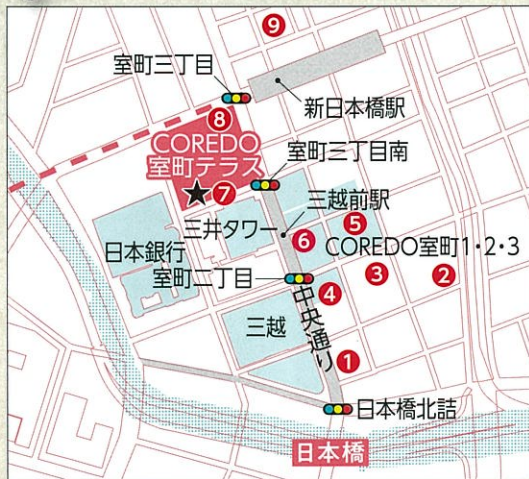 ⑨
室町三丁目
新日本橋駅
⑧
COREDO
室町テラス
室町三丁目南
★⑦
三越前駅
三井タワー
⑤
⑥
日本銀行
COREDO室町1・2・3
室町二丁目
③
②
④
中央通り
三越
①
日本橋北詰
日本橋